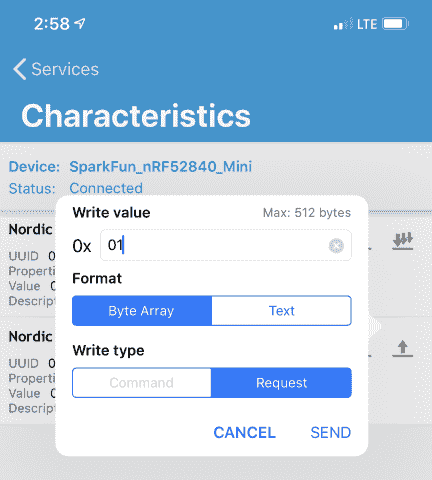 2:58
LTE
Services
Characteristics
Device: SparkFun_nRF52840_Mini
Status: Connected
Write value Max: 512 bytes
0x 01
Format
Byte Array Text
Write type
Command Request
CANCEL SEND
Nordic
UUID 0
Properti
Value 0
Descript
Nordic
UUID 0
Properti
Value 0
Descript